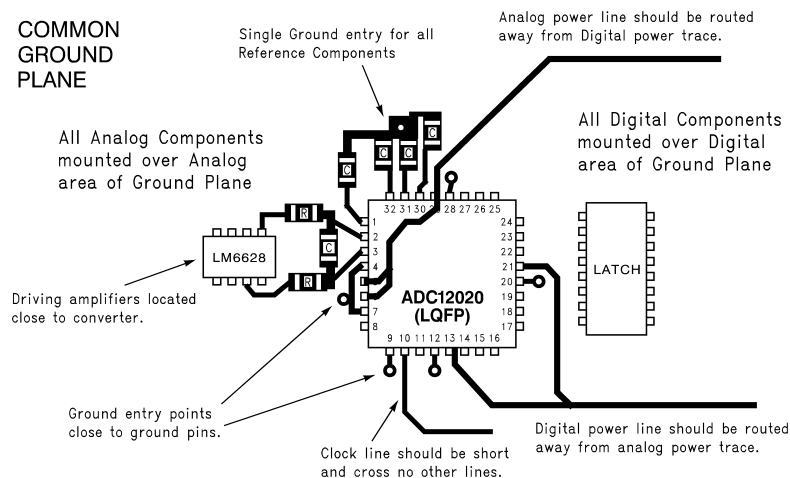 COMMON
GROUND
PLANE
Single Ground entry for all
Reference Components
Analog power line should be routed
away from Digital power trace.
All Analog Components
mounted over Analog
area of Ground Plane
All Digital Components
mounted over Digital
area of Ground Plane
C
C
C
C
32 31 30 29 28 27 26 25
R
C
R
LM6628
1
2
3
4
7
8
24
23
22
21
20
19
18
17
ADC12020
(LQFP)
LATCH
9 10 11 12 13 14 15 16
Driving amplifiers located
close to converter.
Ground entry points
close to ground pins.
Clock line should be short
and cross no other lines.
Digital power line should be routed
away from analog power trace.